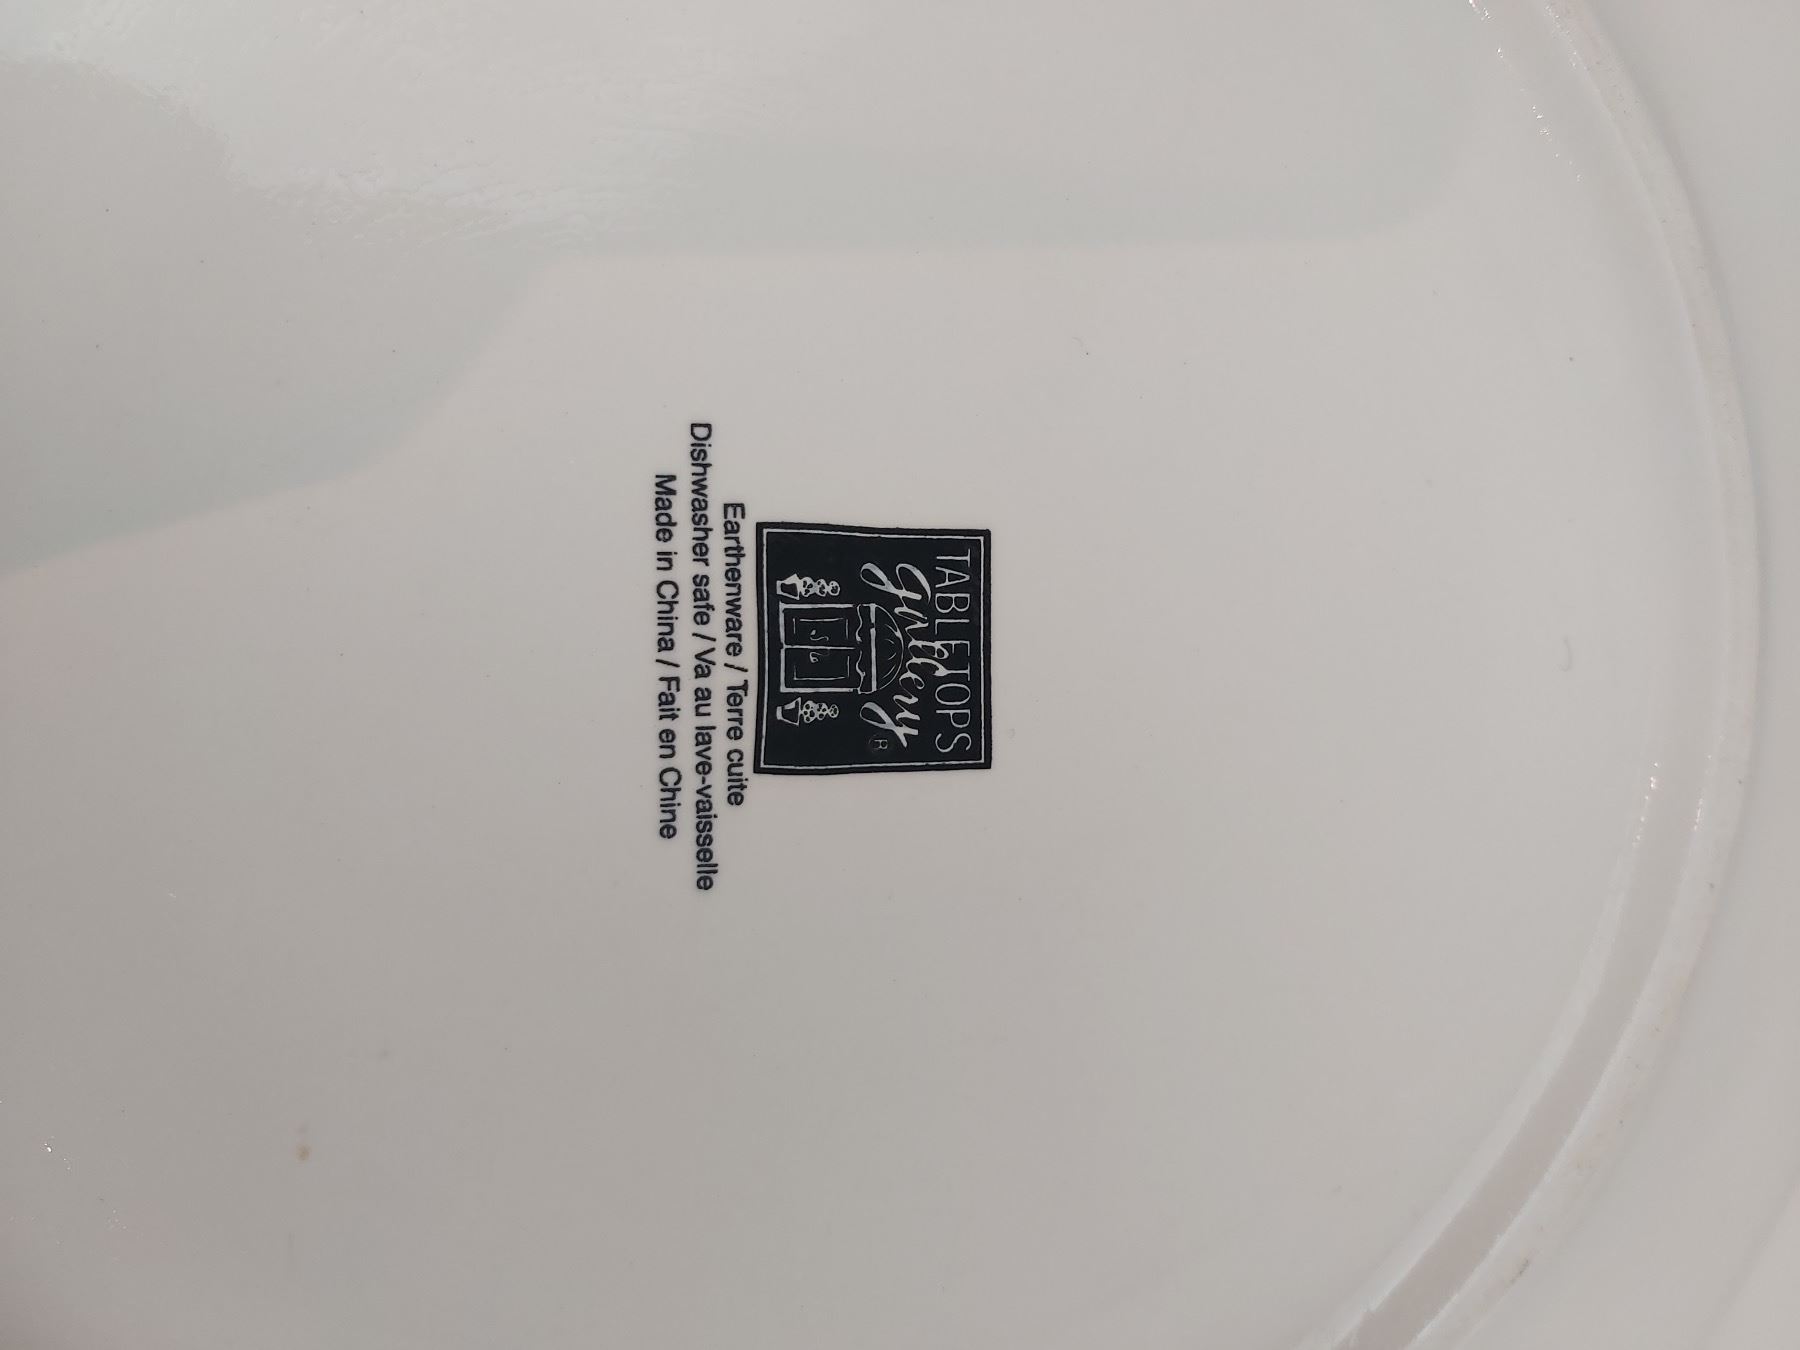 TABLETOPS
Gallery®
Earthenware / Terre cuite
Dishwasher safe / Va au lave-vaisselle
Made in China / Fait en Chine